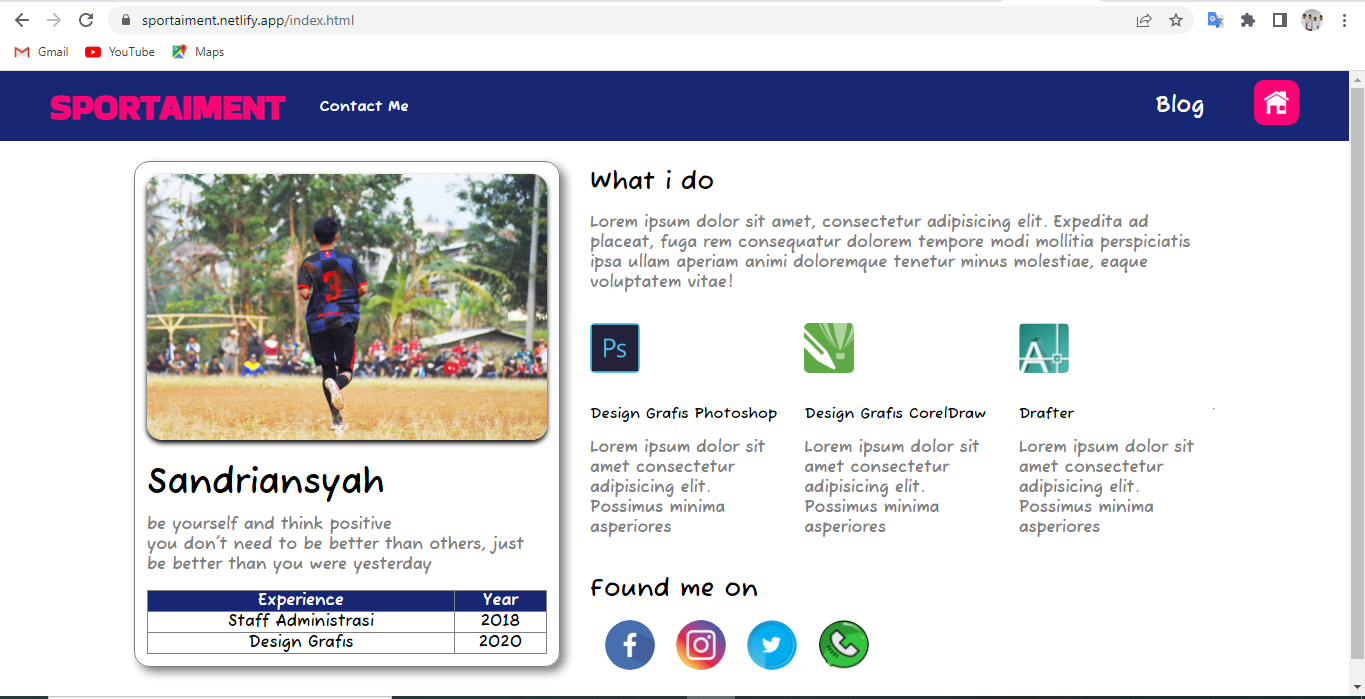 sportaiment.netlify.app/index.html
Gmail YouTube Maps
SPORTAIMENT Contact Me Blog
3
Sandriansyah
be yourself and think positive
you don't need to be better than others, just
be better than you were yesterday
Experience Year
Staff Administrasi 2018
Design Grafis 2020
What i do
Lorem ipsum dolor sit amet, consectetur adipisicing elit. Expedita ad
placeat, fuga rem consequatur dolorem tempore modi mollitia perspiciatis
ipsa ullam aperiam animi doloremque tenetur minus molestiae, eaque
voluptatem vitae!
Ps
A
Design Grafis Photoshop
Lorem ipsum dolor sit
amet consectetur
adipisicing elit.
Possimus minima
asperiores
Design Grafis CorelDraw
Lorem ipsum dolor sit
amet consectetur
adipisicing elit.
Possimus minima
asperiores
Drafter
Lorem ipsum dolor sit
amet consectetur
adipisicing elit.
Possimus minima
asperiores
Found me on